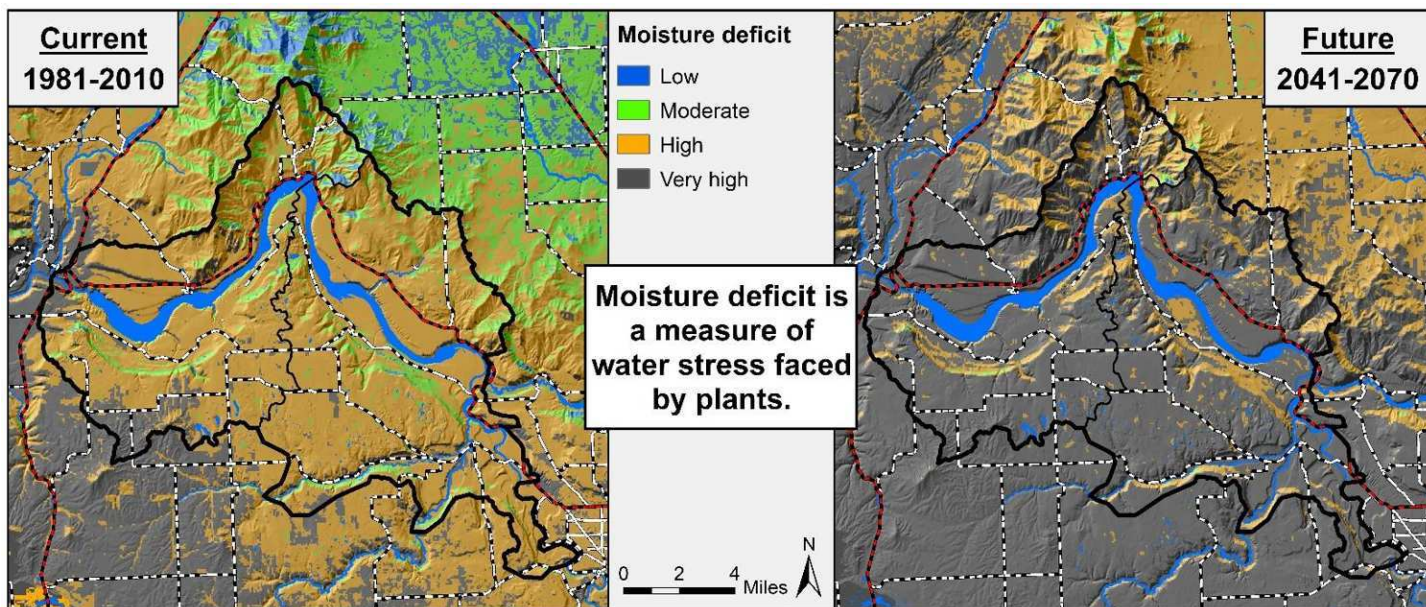 Current
1981-2010
Moisture deficit
Low
Moderate
High
Very high
Moisture deficit is
a measure of
water stress faced
by plants.
0 2 4
Miles
N
Future
2041-2070